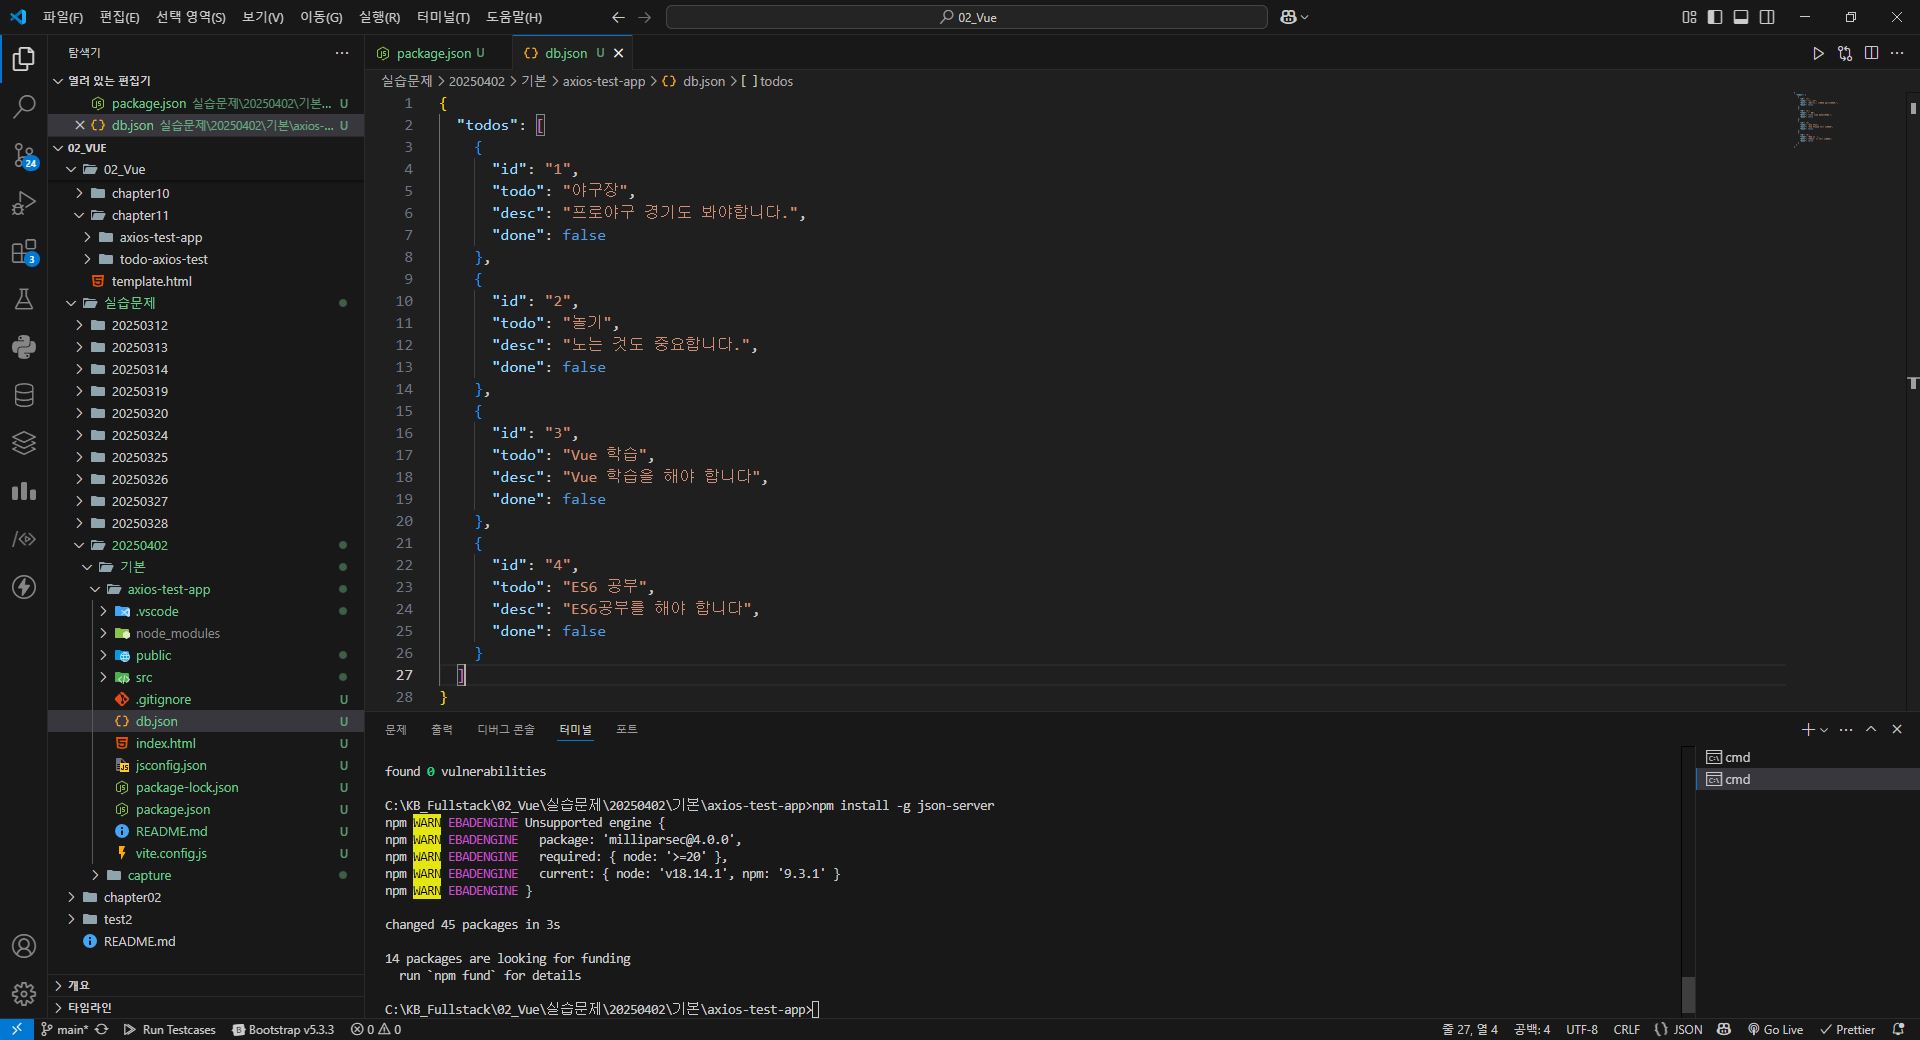 파일(F) 편집(E) 선택 영역(S) 보기(V) 이동(G) 실행(R) 터미널(T) 도움말(H)
02_Vue
탐색기
열려 있는 편집기
package.json 실습문제\20250402\기본... U
db.json 실습문제\20250402\기본\axios-... U
02_VUE
02_Vue
chapter10
chapter11
axios-test-app
todo-axios-test
template.html
실습문제
20250312
20250313
20250314
20250319
20250320
20250324
20250325
20250326
20250327
20250328
20250402
기본
axios-test-app
.vscode
node_modules
public
src
.gitignore U
db.json U
index.html U
jsconfig.json U
package-lock.json U
package.json U
README.md U
vite.config.js U
capture
chapter02
test2
README.md
개요
타임라인
24
3
package.json U
db.json U
실습문제 > 20250402 > 기본 > axios-test-app > {} db.json > [ ] todos
1 {
2 "todos": [
3 {
4 "id": "1",
5 "todo": "야구장",
6 "desc": "프로야구 경기도 봐야합니다.",
7 "done": false
8 },
9 {
10 "id": "2",
11 "todo": "놀기",
12 "desc": "노는 것도 중요합니다.",
13 "done": false
14 },
15 {
16 "id": "3",
17 "todo": "Vue 학습",
18 "desc": "Vue 학습을 해야 합니다",
19 "done": false
20 },
21 {
22 "id": "4",
23 "todo": "ES6 공부",
24 "desc": "ES6공부를 해야 합니다",
25 "done": false
26 }
27 ]
28 }
문제 출력 디버그 콘솔 터미널 포트
found 0 vulnerabilities
C:\KB_Fullstack\02_Vue\실습문제\20250402\기본\axios-test-app>npm install -g json-server
npm WARN EBADENGINE Unsupported engine {
npm WARN EBADENGINE package: 'milliparsec@4.0.0',
npm WARN EBADENGINE required: { node: '>=20' },
npm WARN EBADENGINE current: { node: 'v18.14.1', npm: '9.3.1' }
npm WARN EBADENGINE }
changed 45 packages in 3s
14 packages are looking for funding
run `npm fund` for details
C:\KB_Fullstack\02_Vue\실습문제\20250402\기본\axios-test-app>
cmd
cmd
main* Run Testcases Bootstrap v5.3.3 0 0
줄 27, 열 4 공백: 4 UTF-8 CRLF {} JSON Go Live Prettier